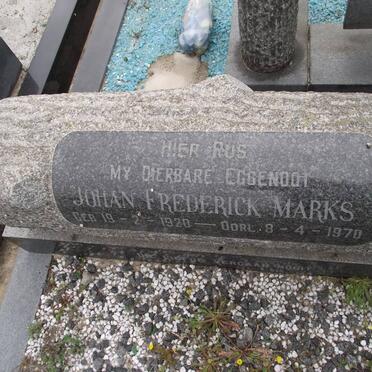 HIER RUS
MY DIERBARE EGGENOOT
JOHAN FREDERICK MARKS
GEB. 19 - 2 - 1920 — OORL. 8 - 4 - 1970